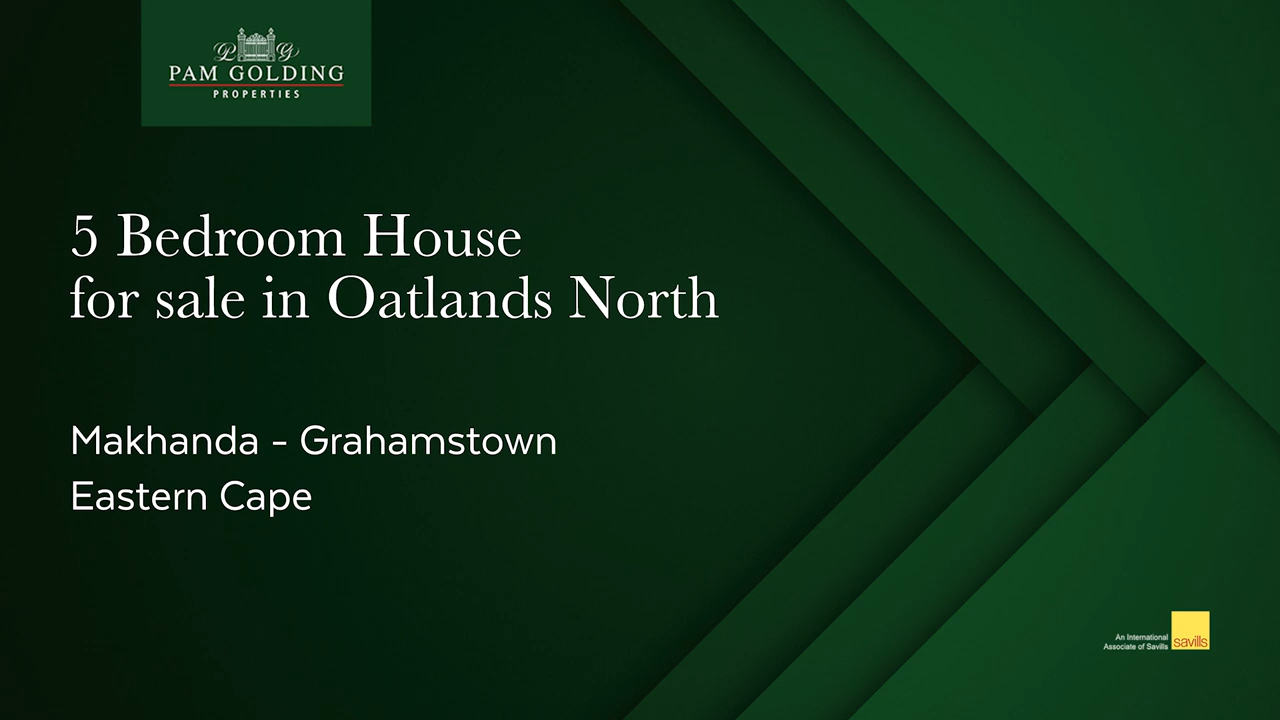 PG
PAM GOLDING
PROPERTIES
5 Bedroom House
for sale in Oatlands North
Makhanda - Grahamstown
Eastern Cape
An International
Associate of Savills
savills